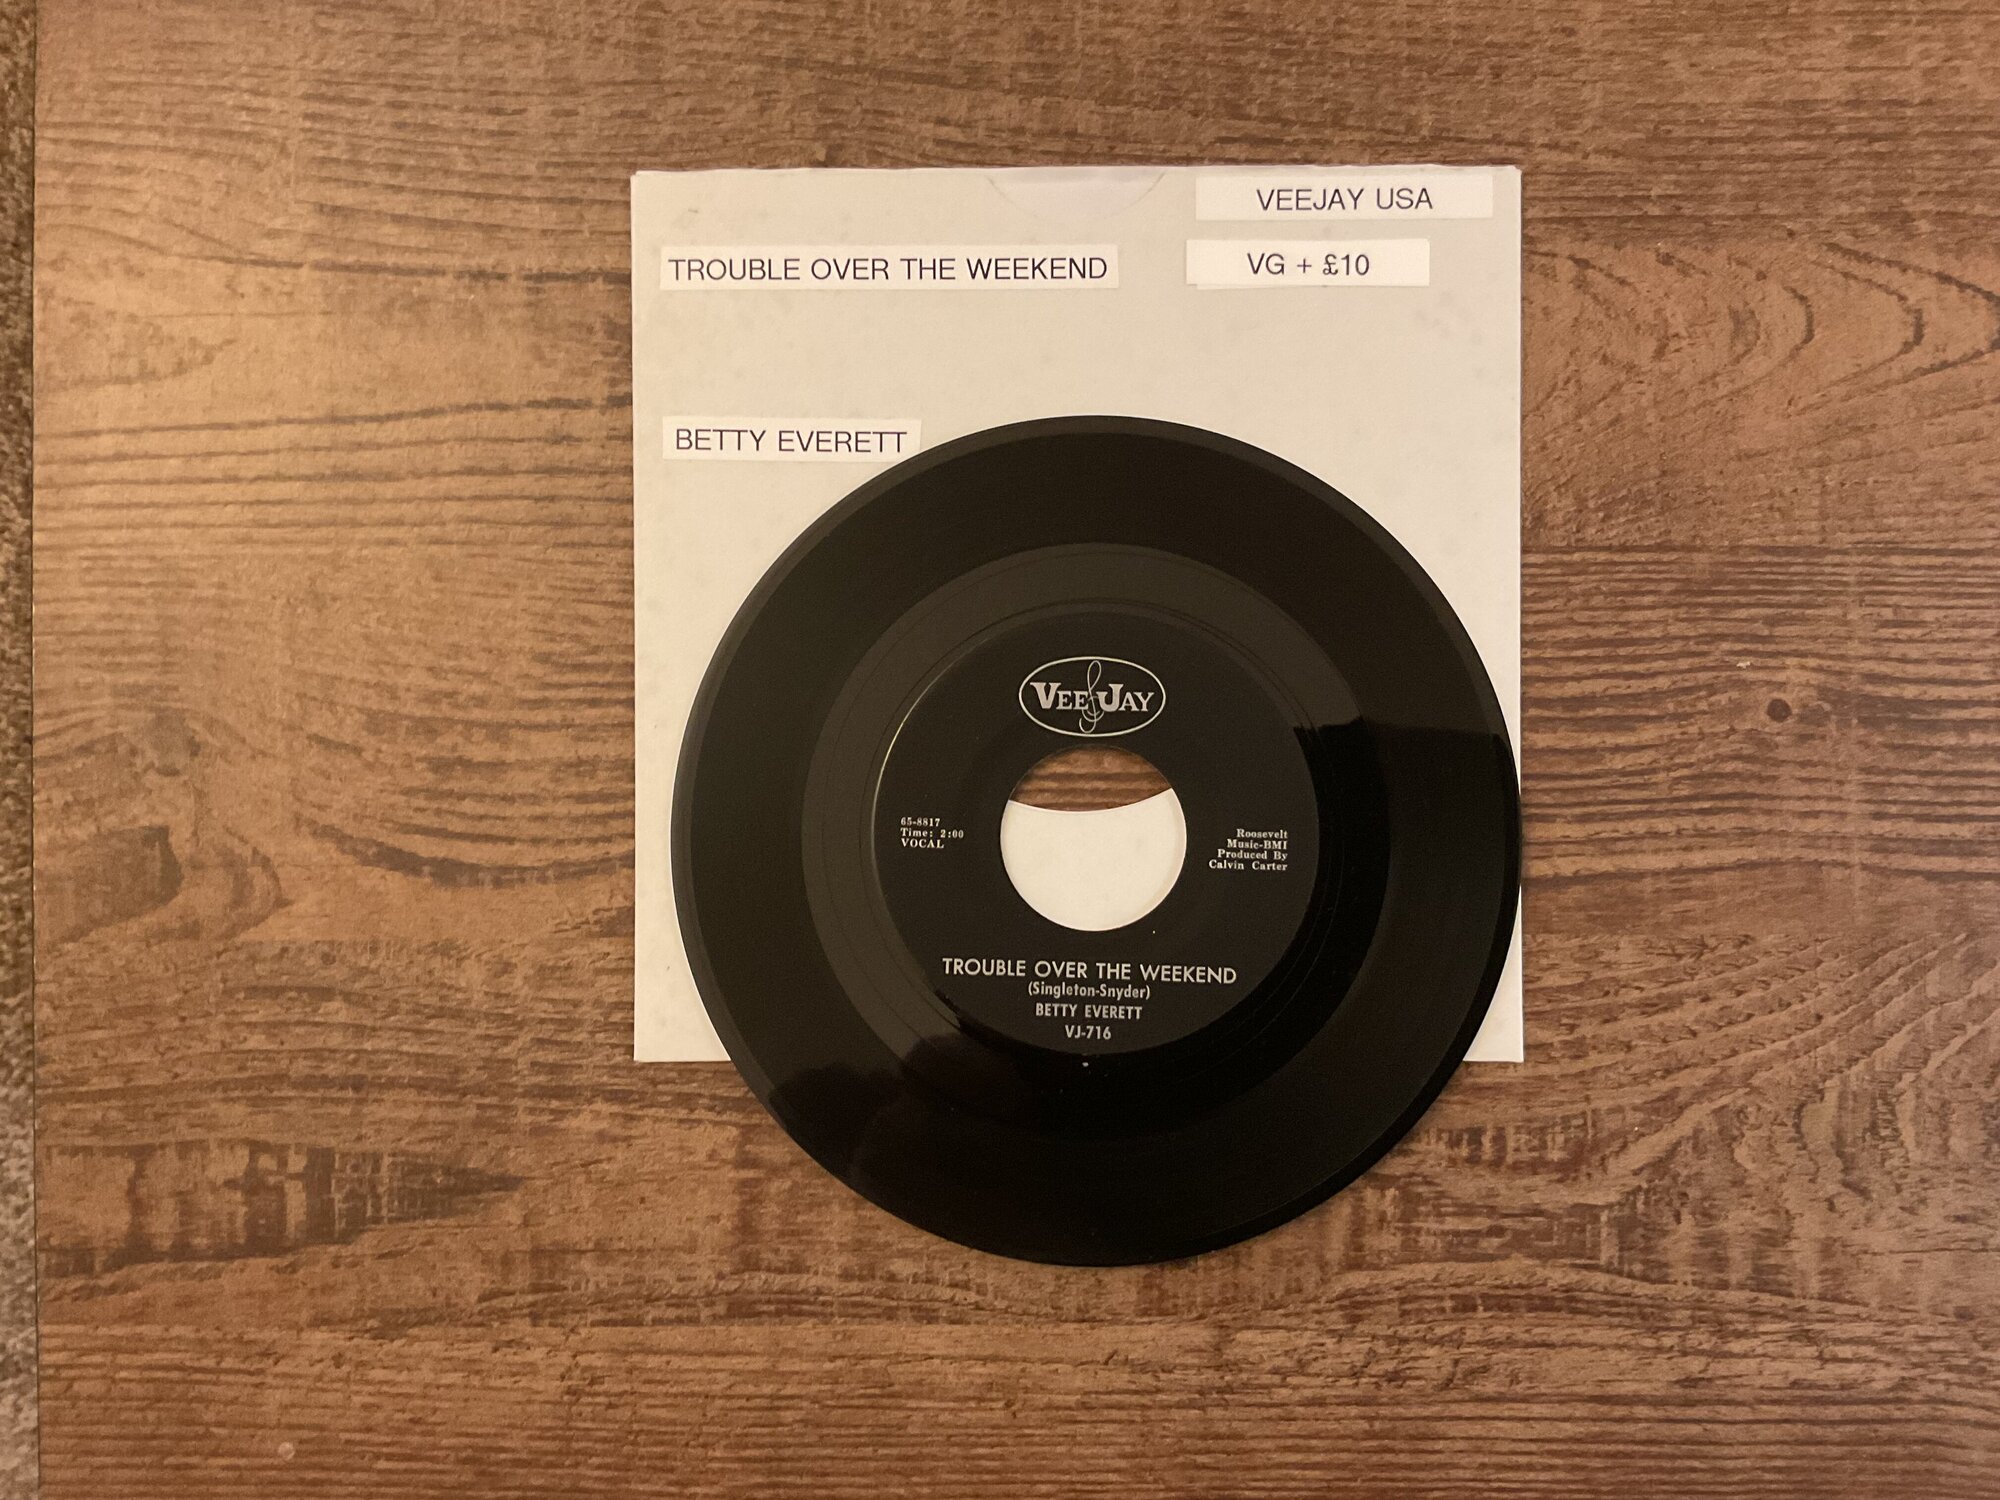 VEEJAY USA
TROUBLE OVER THE WEEKEND
VG + £10
BETTY EVERETT
VEE JAY
65-8817
Time: 2:00
VOCAL
Roosevelt
Music-BMI
Produced By
Calvin Carter
TROUBLE OVER THE WEEKEND
(Singleton-Snyder)
BETTY EVERETT
VJ-716